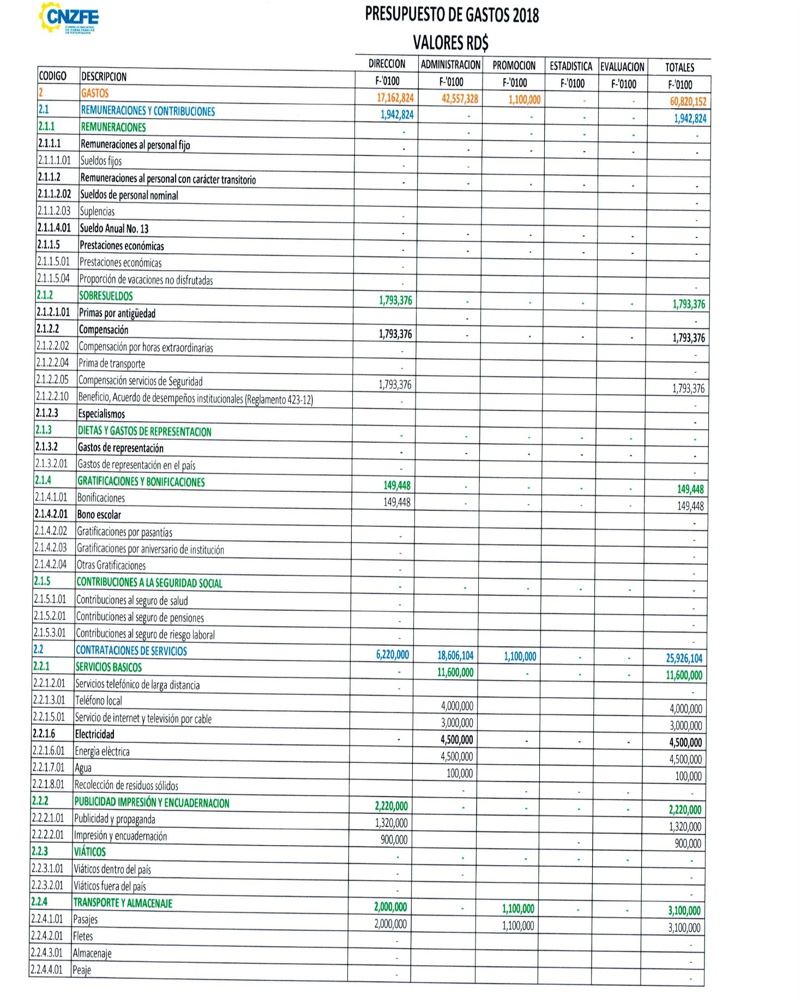 CNZFE
CONSEJO NACIONAL
DE ZONAS FRANCAS
DE EXPORTACION
PRESUPUESTO DE GASTOS 2018
VALORES RD$
DIRECCION ADMINISTRACION PROMOCION ESTADISTICA EVALUACION TOTALES
CODIGO DESCRIPCION F-'0100 F-'0100 F-'0100 F-'0100 F-'0100 F-'0100
2 GASTOS 17,162,824 42,557,328 1,100,000 - - 60,820,152
2.1 REMUNERACIONES Y CONTRIBUCIONES 1,942,824 - - - - 1,942,824
2.1.1 REMUNERACIONES - - - - - -
2.1.1.1 Remuneraciones al personal fijo - - - - - -
2.1.1.1.01 Sueldos fijos - -
2.1.1.2 Remuneraciones al personal con carácter transitorio - - - - - -
2.1.1.2.02 Sueldos de personal nominal -
2.1.1.2.03 Suplencias - -
2.1.1.4.01 Sueldo Anual No. 13 - - - - - -
2.1.1.5 Prestaciones económicas - - - - - -
2.1.1.5.01 Prestaciones económicas -
2.1.1.5.04 Proporción de vacaciones no disfrutadas - -
2.1.2 SOBRESUELDOS 1,793,376 - - - - 1,793,376
2.1.2.1.01 Primas por antigüedad - -
2.1.2.2 Compensación 1,793,376 - - - - 1,793,376
2.1.2.2.02 Compensación por horas extraordinarias - -
2.1.2.2.04 Prima de transporte - -
2.1.2.2.05 Compensación servicios de Seguridad 1,793,376 1,793,376
2.1.2.2.10 Beneficio, Acuerdo de desempeños institucionales (Reglamento 423-12) - -
2.1.2.3 Especialismos -
2.1.3 DIETAS Y GASTOS DE REPRESENTACION - - - - - -
2.1.3.2 Gastos de representación - - - - - -
2.1.3.2.01 Gastos de representación en el país - -
2.1.4 GRATIFICACIONES Y BONIFICACIONES 149,448 - - - - 149,448
2.1.4.1.01 Bonificaciones 149,448 - - - - 149,448
2.1.4.2.01 Bono escolar -
2.1.4.2.02 Gratificaciones por pasantías - -
2.1.4.2.03 Gratificaciones por aniversario de institución - -
2.1.4.2.04 Otras Gratificaciones - -
2.1.5 CONTRIBUCIONES A LA SEGURIDAD SOCIAL - - - - - -
2.1.5.1.01 Contribuciones al seguro de salud - -
2.1.5.2.01 Contribuciones al seguro de pensiones - -
2.1.5.3.01 Contribuciones al seguro de riesgo laboral - -
2.2 CONTRATACIONES DE SERVICIOS 6,220,000 18,606,104 1,100,000 - - 25,926,104
2.2.1 SERVICIOS BASICOS - 11,600,000 - - - 11,600,000
2.2.1.2.01 Servicios telefónico de larga distancia - -
2.2.1.3.01 Teléfono local 4,000,000 4,000,000
2.2.1.5.01 Servicio de internet y televisión por cable 3,000,000 3,000,000
2.2.1.6 Electricidad - 4,500,000 - - - 4,500,000
2.2.1.6.01 Energìa elèctrica 4,500,000 4,500,000
2.2.1.7.01 Agua 100,000 100,000
2.2.1.8.01 Recolección de residuos sólidos - - - - -
2.2.2 PUBLICIDAD IMPRESIÓN Y ENCUADERNACION 2,220,000 - - - - 2,220,000
2.2.2.1.01 Publicidad y propaganda 1,320,000 1,320,000
2.2.2.2.01 Impresión y encuadernación 900,000 - 900,000
2.2.3 VIÁTICOS - - - - - -
2.2.3.1.01 Viáticos dentro del país - - -
2.2.3.2.01 Viáticos fuera del país - -
2.2.4 TRANSPORTE Y ALMACENAJE 2,000,000 - 1,100,000 - - 3,100,000
2.2.4.1.01 Pasajes 2,000,000 1,100,000 3,100,000
2.2.4.2.01 Fletes - -
2.2.4.3.01 Almacenaje - -
2.2.4.4.01 Peaje - -